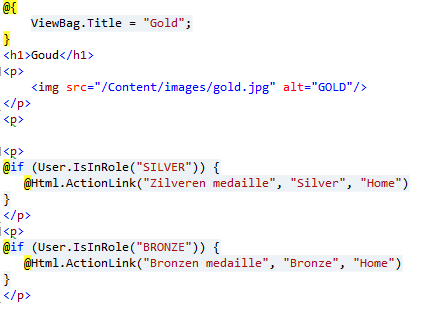 @{
ViewBag.Title = "Gold";
}
<h1>Goud</h1>
<p>
<img src="/Content/images/gold.jpg" alt="GOLD"/>
</p>
<p>
<p>
@if (User.IsInRole("SILVER")) {
@Html.ActionLink("Zilveren medaille", "Silver", "Home")
}
</p>
<p>
@if (User.IsInRole("BRONZE")) {
@Html.ActionLink("Bronzen medaille", "Bronze", "Home")
}
</p>